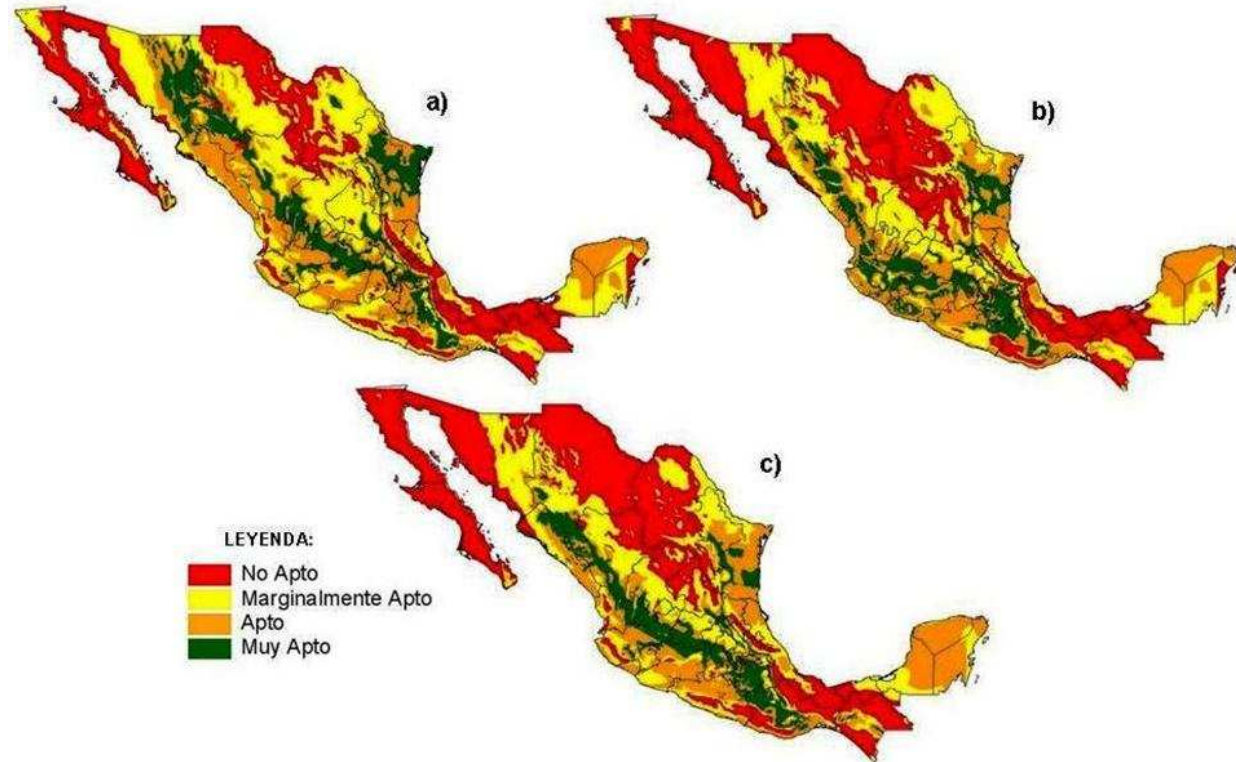 a)
b)
c)
LEYENDA:
No Apto
Marginalmente Apto
Apto
Muy Apto